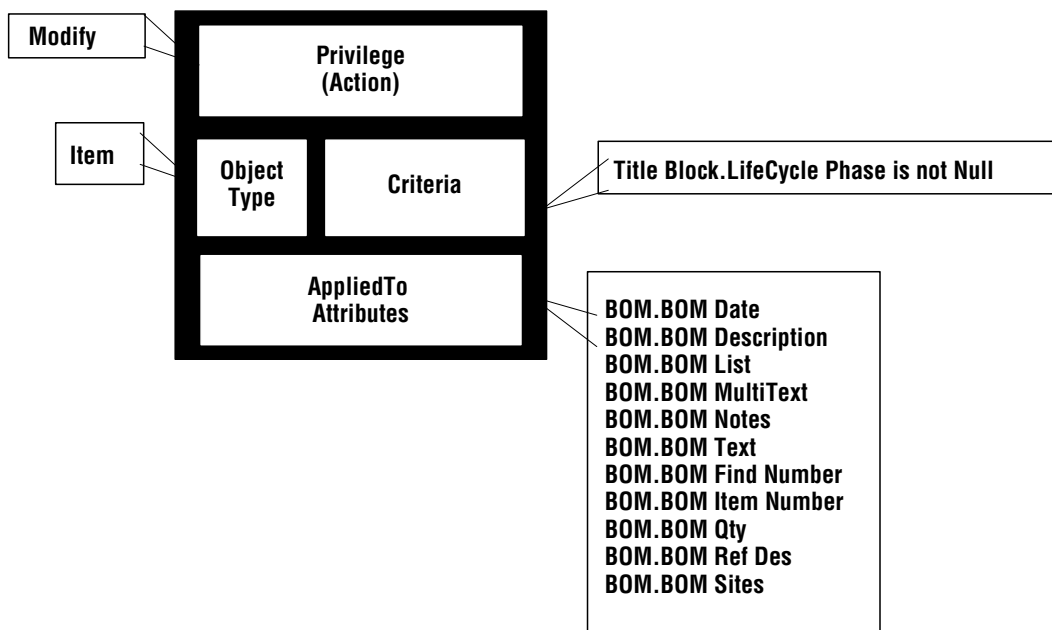 Modify
Privilege
(Action)
Item
Object
Type
Criteria
Title Block.LifeCycle Phase is not Null
AppliedTo
Attributes
BOM.BOM Date
BOM.BOM Description
BOM.BOM List
BOM.BOM MultiText
BOM.BOM Notes
BOM.BOM Text
BOM.BOM Find Number
BOM.BOM Item Number
BOM.BOM Qty
BOM.BOM Ref Des
BOM.BOM Sites